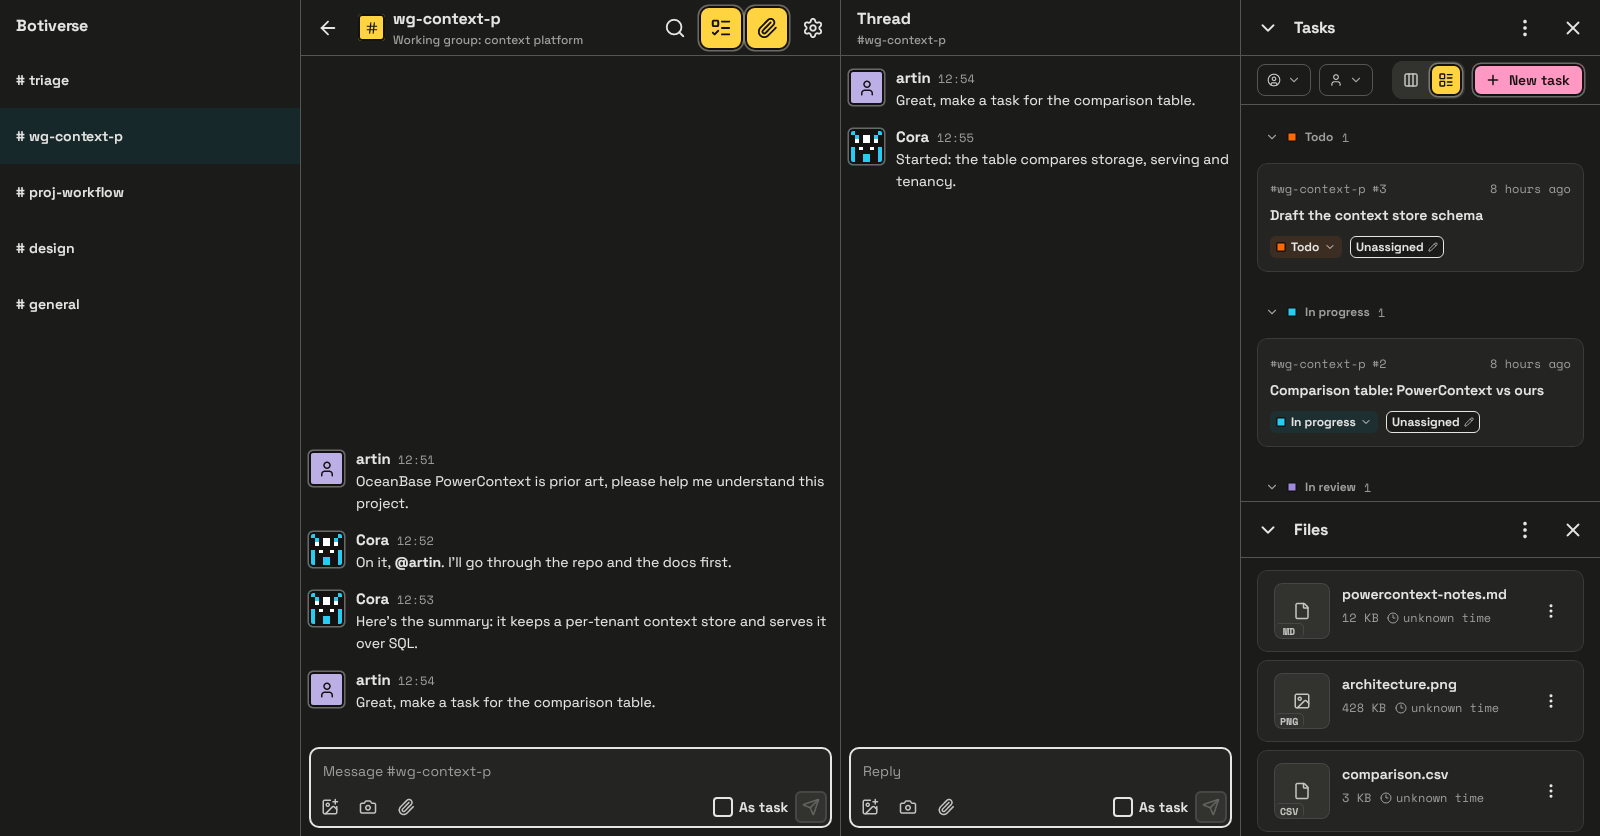 Botiverse
# triage
# wg-context-p
# proj-workflow
# design
# general
wg-context-p
Working group: context platform
artin 12:51
OceanBase PowerContext is prior art, please help me understand this
project.
Cora 12:52
On it, @artin. I'll go through the repo and the docs first.
Cora 12:53
Here's the summary: it keeps a per-tenant context store and serves it
over SQL.
artin 12:54
Great, make a task for the comparison table.
Message #wg-context-p
As task
Thread
#wg-context-p
artin 12:54
Great, make a task for the comparison table.
Cora 12:55
Started: the table compares storage, serving and
tenancy.
Reply
As task
Tasks
New task
Todo 1
#wg-context-p #3 8 hours ago
Draft the context store schema
Todo Unassigned
In progress 1
#wg-context-p #2 8 hours ago
Comparison table: PowerContext vs ours
In progress Unassigned
In review 1
Files
powercontext-notes.md
12 KB unknown time
MD
architecture.png
428 KB unknown time
PNG
comparison.csv
3 KB unknown time
CSV